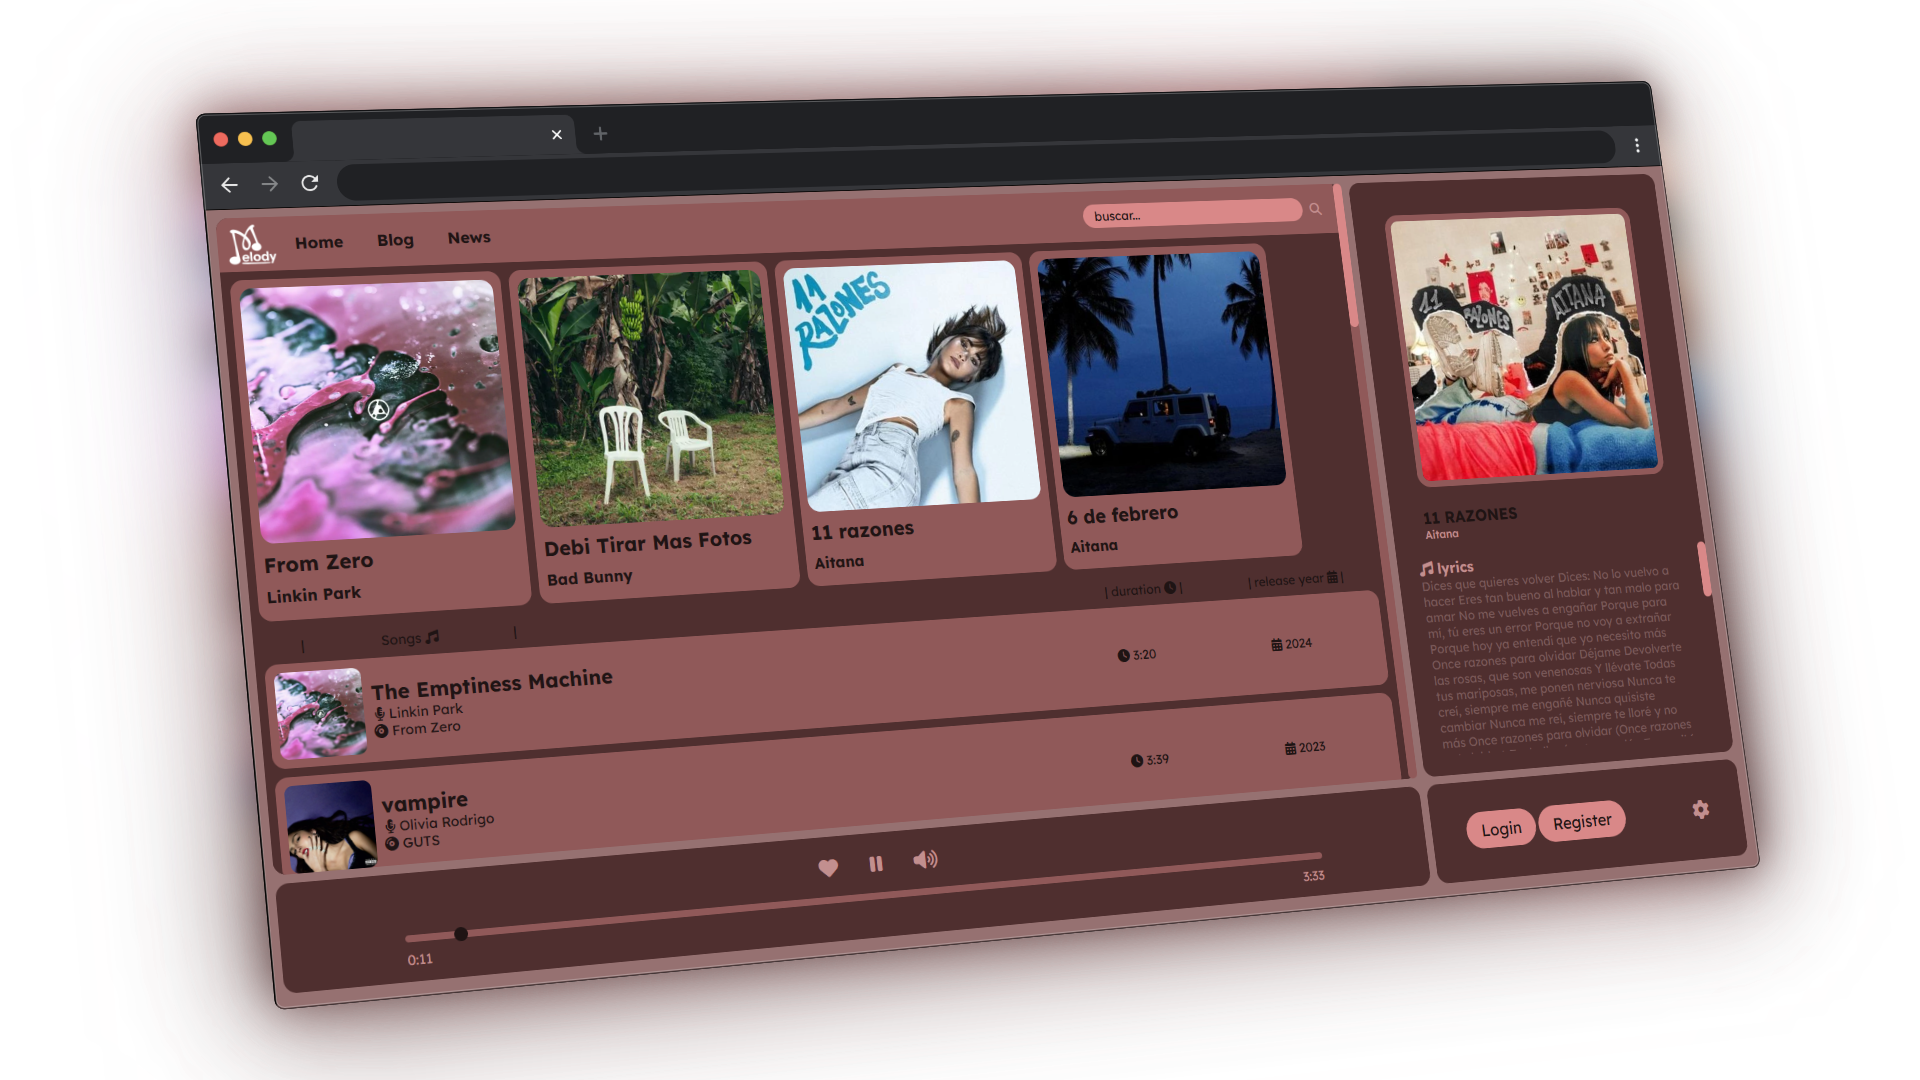 Melody
Home Blog News
buscar...
11 RAZONES
From Zero
Linkin Park
Debi Tirar Mas Fotos
Bad Bunny
11 razones
Aitana
6 de febrero
Aitana
| Songs |
| duration |
| release year |
The Emptiness Machine
Linkin Park
From Zero
3:20
2024
vampire
Olivia Rodrigo
GUTS
3:39
2023
0:11
3:33
11 RAZONES AITANA
11 RAZONES
Aitana
lyrics
Dices que quieres volver Dices: No lo vuelvo a
hacer Eres tan bueno al hablar y tan malo para
amar No me vuelves a engañar Porque para
mí, tú eres un error Porque no voy a extrañar
Porque hoy ya entendí que yo necesito más
Once razones para olvidar Déjame Devolverte
las rosas, que son venenosas Y llévate Todas
tus mariposas, me ponen nerviosa Nunca te
creí, siempre me engañé Nunca quisiste
cambiar Nunca me reí, siempre te lloré y no
más Once razones para olvidar (Once razones
Login
Register